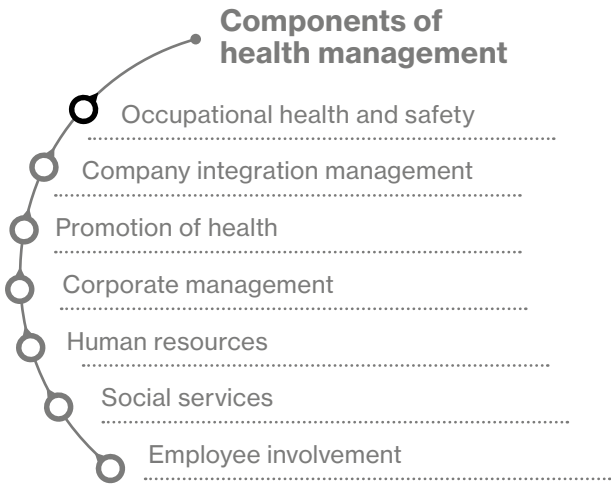 Components of
health management
Occupational health and safety
Company integration management
Promotion of health
Corporate management
Human resources
Social services
Employee involvement